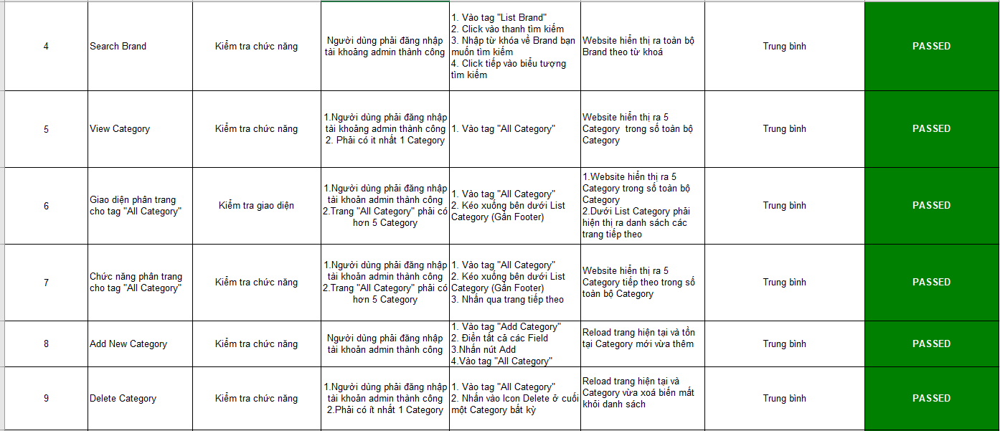 4
Search Brand
Kiểm tra chức năng
Người dùng phải đăng nhập
tài khoảng admin thành công
1. Vào tag "List Brand"
2. Click vào thanh tìm kiếm
3. Nhập từ khóa về Brand bạn
muốn tìm kiếm
4. Click tiếp vào biểu tượng
tìm kiếm
Website hiển thị ra toàn bộ
Brand theo từ khoá
Trung bình
PASSED
5
View Category
Kiểm tra chức năng
1.Người dùng phải đăng nhập
tài khoảng admin thành công
2. Phải có it nhất 1 Category
1. Vào tag "All Category"
Website hiển thị ra 5
Category trong số toàn bộ
Category
Trung bình
PASSED
6
Giao diện phân trang
cho tag "All Category"
Kiểm tra giao diện
1.Người dùng phải đăng nhập
tài khoản admin thành công
2.Trang "All Category" phải có
hơn 5 Category
1. Vào tag "All Category"
2. Kéo xuống bên dưới List
Category (Gần Footer)
1.Website hiển thị ra 5
Category trong số toàn bộ
Category
2.Dưới List Category phải
hiện thị ra danh sách các
trang tiếp theo
Trung bình
PASSED
7
Chức năng phân trang
cho tag "All Category"
Kiểm tra chức năng
1.Người dùng phải đăng nhập
tài khoản admin thành công
2.Trang "All Category" phải có
hơn 5 Category
1. Vào tag "All Category"
2. Kéo xuống bên dưới List
Category (Gần Footer)
3. Nhấn qua trang tiếp theo
Website hiển thị ra 5
Category tiếp theo trong số
toàn bộ Category
Trung bình
PASSED
8
Add New Category
Kiểm tra chức năng
Người dùng phải đăng nhập
tài khoản admin thành công
1. Vào tag "Add Category"
2. Điền tất cả các Field
3.Nhấn nút Add
4.Vào tag "All Category"
Reload trang hiện tại và tồn
tại Category mới vừa thêm
Trung bình
PASSED
9
Delete Category
Kiểm tra chức năng
1.Người dùng phải đăng nhập
tài khoản admin thành công
2.Phải có ít nhất 1 Category
1. Vào tag "All Category"
2. Nhấn vào Icon Delete ở cuối
một Category bất kỳ
Reload trang hiện tại và
Category vừa xoá biến mất
khỏi danh sách
Trung bình
PASSED